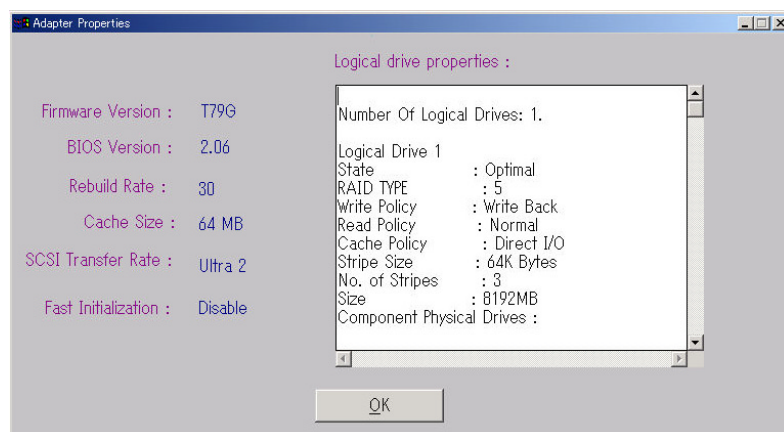 Adapter Properties
Logical drive properties :
Firmware Version : T79G
BIOS Version : 2.06
Rebuild Rate : 30
Cache Size : 64 MB
SCSI Transfer Rate : Ultra 2
Fast Initialization : Disable
Number Of Logical Drives: 1.
Logical Drive 1
State : Optimal
RAID TYPE : 5
Write Policy : Write Back
Read Policy : Normal
Cache Policy : Direct I/O
Stripe Size : 64K Bytes
No. of Stripes : 3
Size : 8192MB
Component Physical Drives :
OK